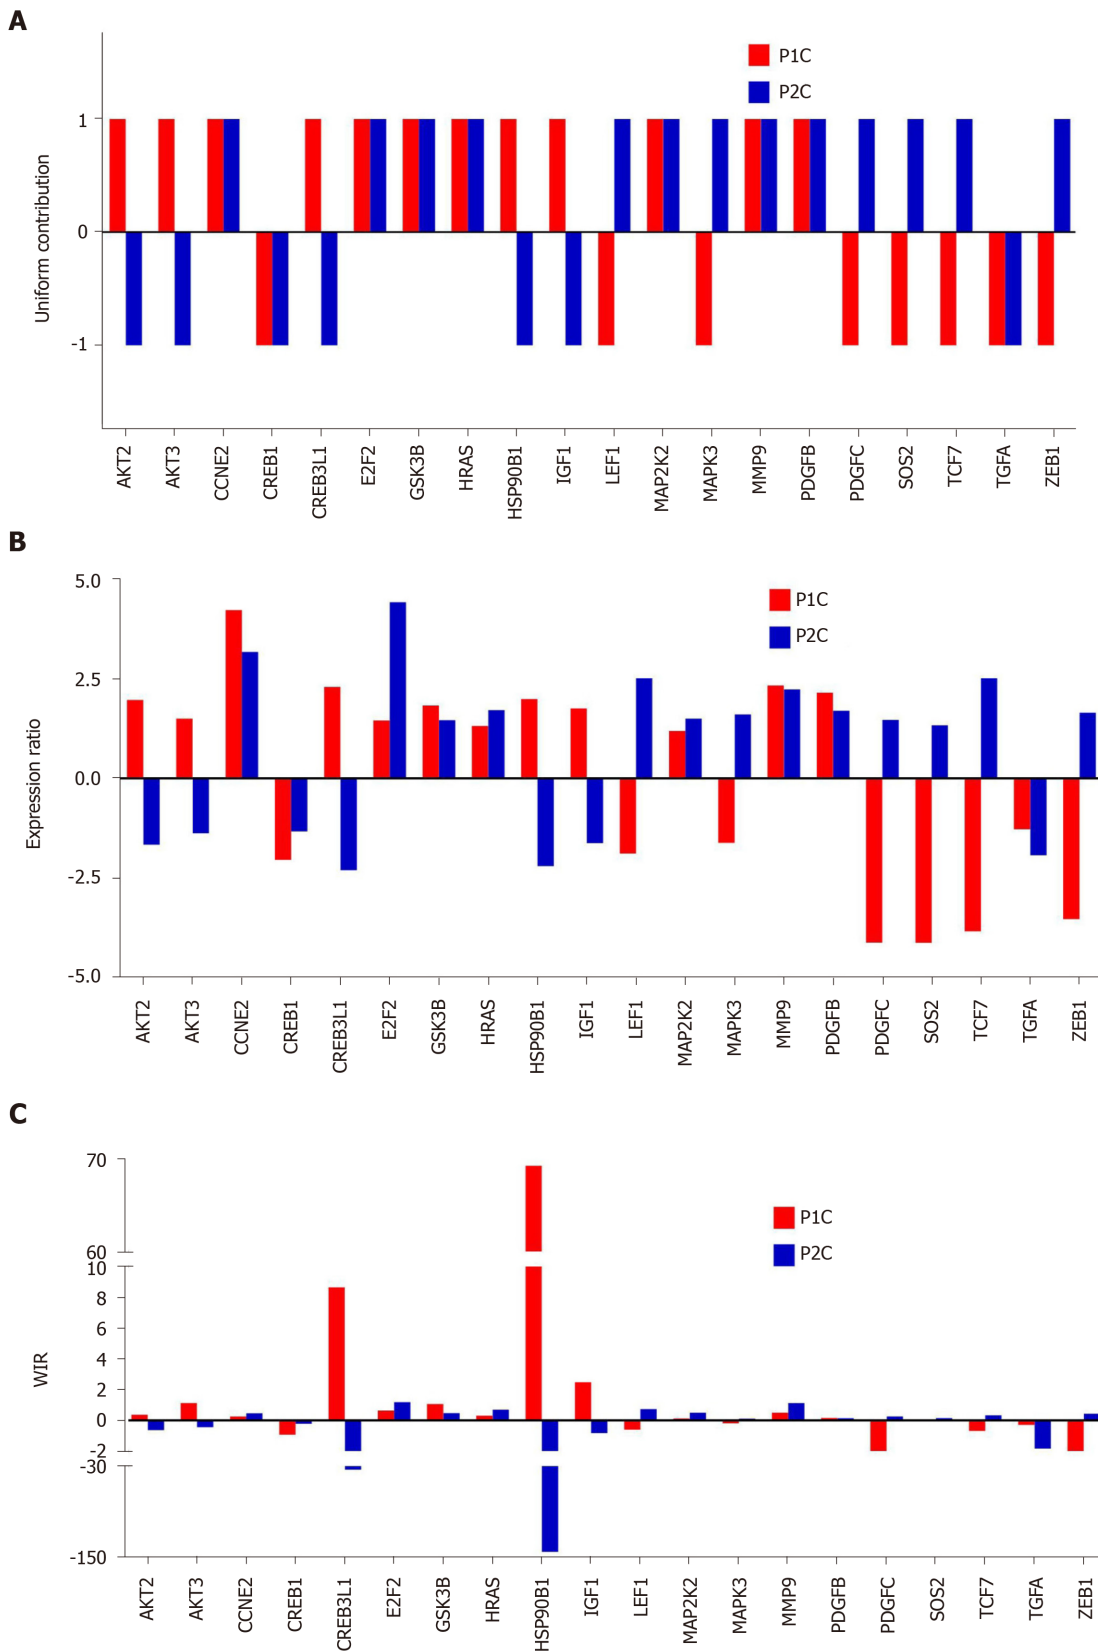 A
P1C
P2C
1
0
-1
Uniform contribution
AKT2
AKT3
CCNE2
CREB1
CREB3L1
E2F2
GSK3B
HRAS
HSP90B1
IGF1
LEF1
MAP2K2
MAPK3
MMP9
PDGFB
PDGFC
SOS2
TCF7
TGFA
ZEB1
B
P1C
P2C
5.0
2.5
0.0
-2.5
-5.0
Expression ratio
AKT2
AKT3
CCNE2
CREB1
CREB3L1
E2F2
GSK3B
HRAS
HSP90B1
IGF1
LEF1
MAP2K2
MAPK3
MMP9
PDGFB
PDGFC
SOS2
TCF7
TGFA
ZEB1
C
P1C
P2C
70
60
10
8
6
4
2
0
-2
-30
-150
WIR
AKT2
AKT3
CCNE2
CREB1
CREB3L1
E2F2
GSK3B
HRAS
HSP90B1
IGF1
LEF1
MAP2K2
MAPK3
MMP9
PDGFB
PDGFC
SOS2
TCF7
TGFA
ZEB1